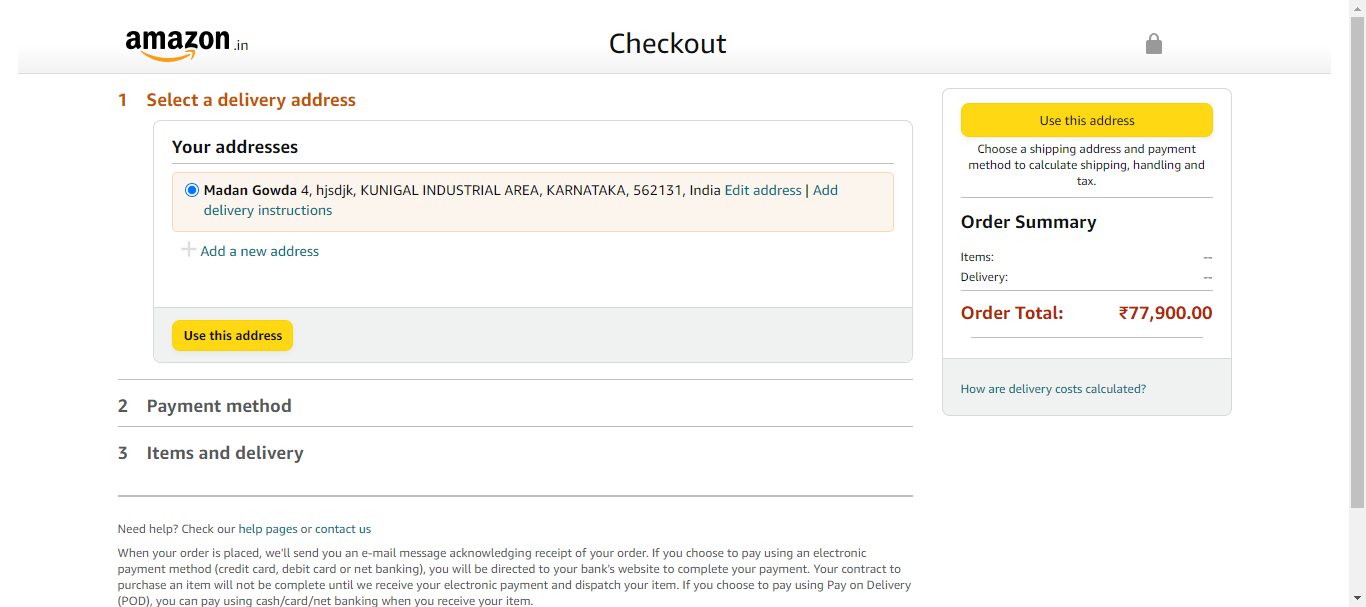 amazon.in
Checkout
1 Select a delivery address
Your addresses
Madan Gowda 4, hjsdjk, KUNIGAL INDUSTRIAL AREA, KARNATAKA, 562131, India Edit address | Add
delivery instructions
Add a new address
Use this address
2 Payment method
3 Items and delivery
Need help? Check our help pages or contact us
When your order is placed, we'll send you an e-mail message acknowledging receipt of your order. If you choose to pay using an electronic
payment method (credit card, debit card or net banking), you will be directed to your bank's website to complete your payment. Your contract to
purchase an item will not be complete until we receive your electronic payment and dispatch your item. If you choose to pay using Pay on Delivery
(POD), you can pay using cash/card/net banking when you receive your item.
Use this address
Choose a shipping address and payment
method to calculate shipping, handling and
tax.
Order Summary
Items: --
Delivery: --
Order Total: ₹77,900.00
How are delivery costs calculated?